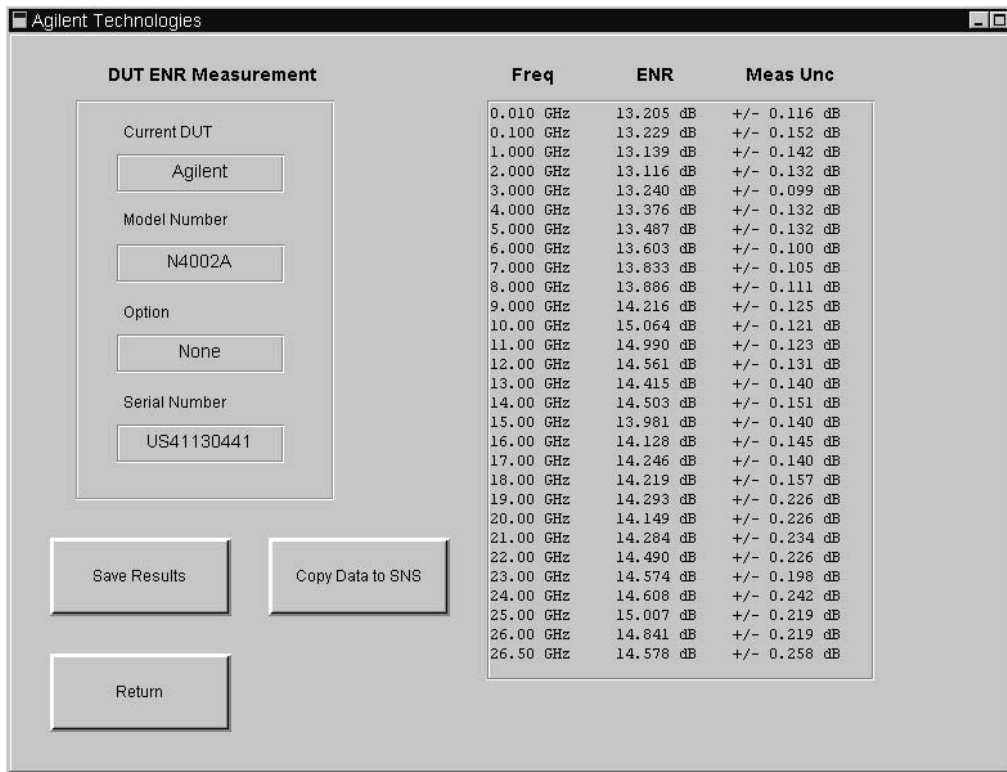 Agilent Technologies
DUT ENR Measurement
Current DUT
Agilent
Model Number
N4002A
Option
None
Serial Number
US41130441
Save Results
Copy Data to SNS
Return
Freq ENR Meas Unc
0.010 GHz 13.205 dB +/- 0.116 dB
0.100 GHz 13.229 dB +/- 0.152 dB
1.000 GHz 13.139 dB +/- 0.142 dB
2.000 GHz 13.116 dB +/- 0.132 dB
3.000 GHz 13.240 dB +/- 0.099 dB
4.000 GHz 13.376 dB +/- 0.132 dB
5.000 GHz 13.487 dB +/- 0.132 dB
6.000 GHz 13.603 dB +/- 0.100 dB
7.000 GHz 13.833 dB +/- 0.105 dB
8.000 GHz 13.886 dB +/- 0.111 dB
9.000 GHz 14.216 dB +/- 0.125 dB
10.00 GHz 15.064 dB +/- 0.121 dB
11.00 GHz 14.990 dB +/- 0.123 dB
12.00 GHz 14.561 dB +/- 0.131 dB
13.00 GHz 14.415 dB +/- 0.140 dB
14.00 GHz 14.503 dB +/- 0.151 dB
15.00 GHz 13.981 dB +/- 0.140 dB
16.00 GHz 14.128 dB +/- 0.145 dB
17.00 GHz 14.246 dB +/- 0.140 dB
18.00 GHz 14.219 dB +/- 0.157 dB
19.00 GHz 14.293 dB +/- 0.226 dB
20.00 GHz 14.149 dB +/- 0.226 dB
21.00 GHz 14.284 dB +/- 0.234 dB
22.00 GHz 14.490 dB +/- 0.226 dB
23.00 GHz 14.574 dB +/- 0.198 dB
24.00 GHz 14.608 dB +/- 0.242 dB
25.00 GHz 15.007 dB +/- 0.219 dB
26.00 GHz 14.841 dB +/- 0.219 dB
26.50 GHz 14.578 dB +/- 0.258 dB